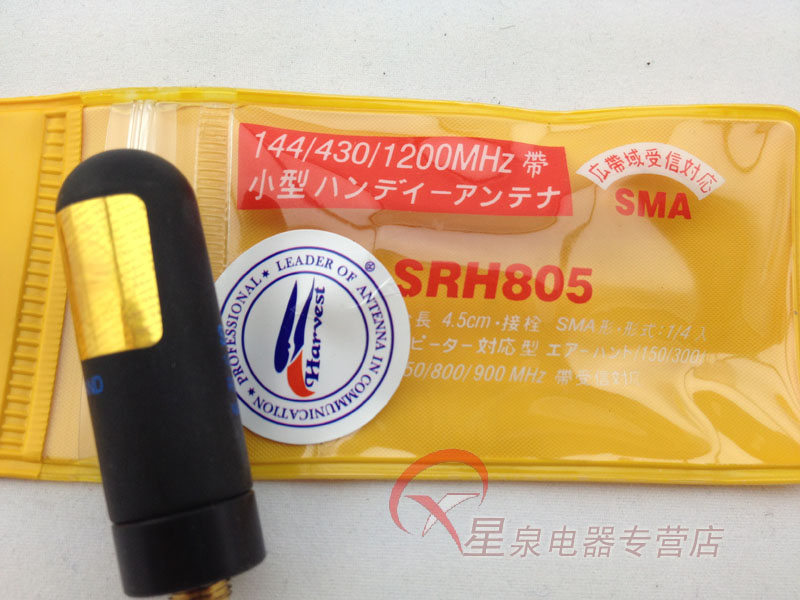 144/430/1200MHz 帯
小型 ハンディーアンテナ
広帯域受信対応
SMA
SRH805
長 4.5cm・接栓 SMA形・形式:1/4 λ
ピーター対応型 エアーバンド/150/300/
50/800/900 MHz 帯受信対応
PROFESSIONAL ★ LEADER OF ANTENNA IN COMMUNICATION ★
®
Harvest
星泉电器专营店